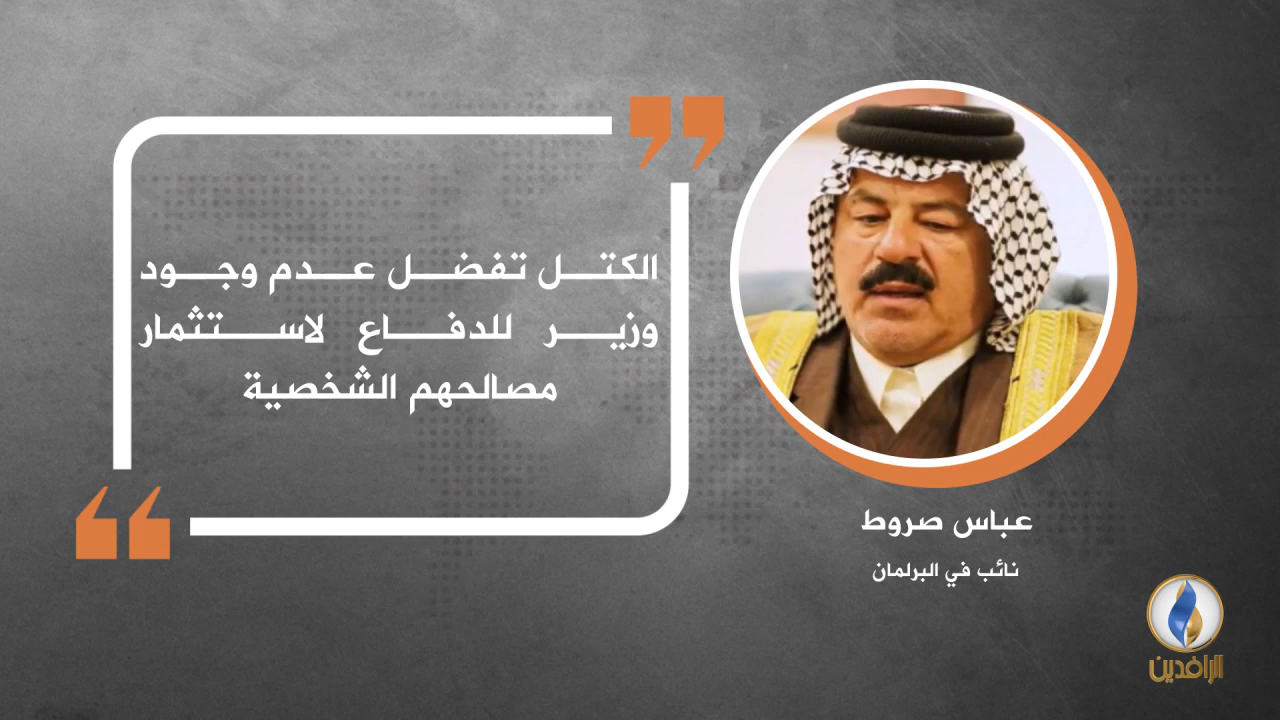 الكتل تفضل عدم وجود
وزير للدفاع لاستثمار
مصالحهم الشخصية
عباس صروط
نائب في البرلمان
الرافدين